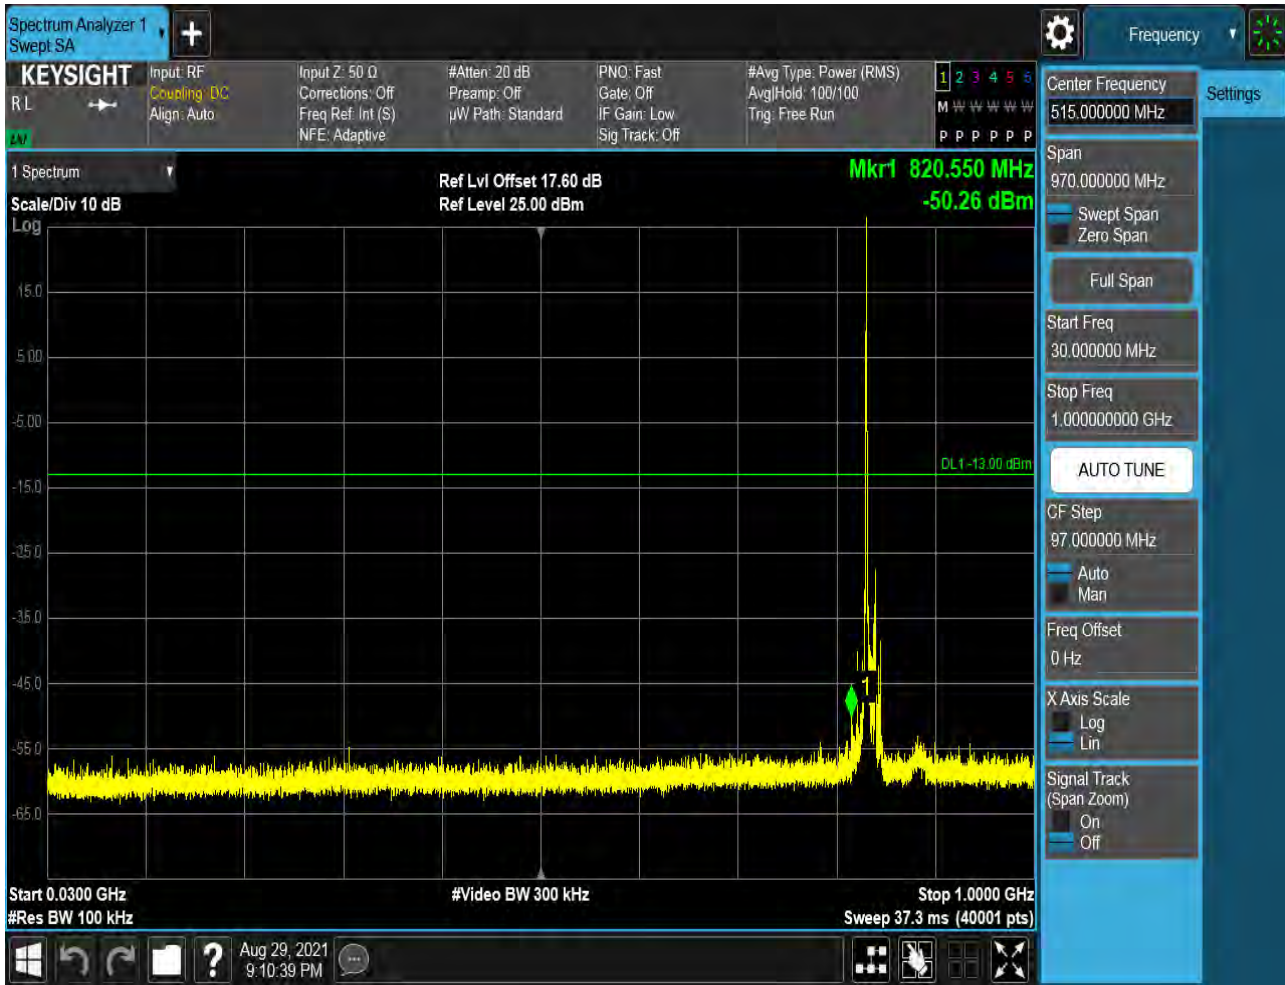 Spectrum Analyzer 1
Swept SA
Frequency
KEYSIGHT
R L
Input: RF
Coupling: DC
Align: Auto
Input Z: 50 Ω
Corrections: Off
Freq Ref: Int (S)
NFE: Adaptive
#Atten: 20 dB
Preamp: Off
µW Path: Standard
PNO: Fast
Gate: Off
IF Gain: Low
Sig Track: Off
#Avg Type: Power (RMS)
Avg|Hold: 100/100
Trig: Free Run
1 2 3 4 5 6
M W W W W W
P P P P P P
1 Spectrum
Scale/Div 10 dB
Log
Ref Lvl Offset 17.60 dB
Ref Level 25.00 dBm
Mkr1 820.550 MHz
-50.26 dBm
15.0
5.00
-5.00
DL1 -13.00 dBm
-15.0
-25.0
-35.0
-45.0
-55.0
-65.0
Start 0.0300 GHz
#Video BW 300 kHz
Stop 1.0000 GHz
#Res BW 100 kHz
Sweep 37.3 ms (40001 pts)
Aug 29, 2021
9:10:39 PM
Center Frequency
515.000000 MHz
Settings
Span
970.000000 MHz
Swept Span
Zero Span
Full Span
Start Freq
30.000000 MHz
Stop Freq
1.000000000 GHz
AUTO TUNE
CF Step
97.000000 MHz
Auto
Man
Freq Offset
0 Hz
X Axis Scale
Log
Lin
Signal Track
(Span Zoom)
On
Off